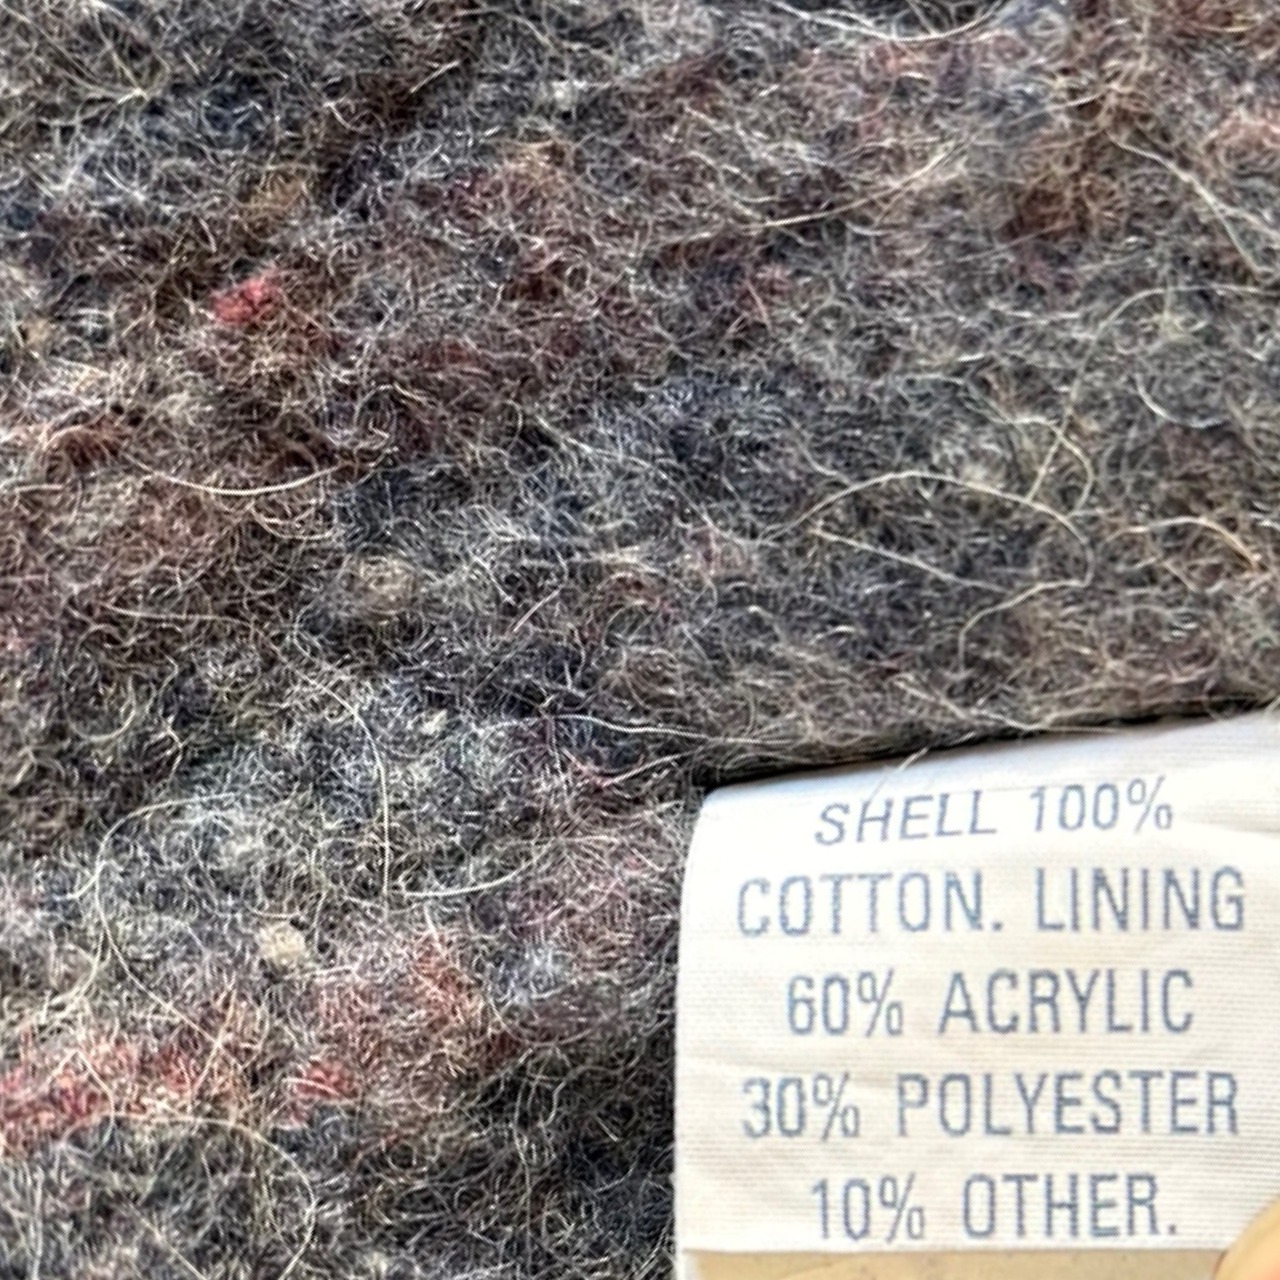 SHELL 100%
COTTON. LINING
60% ACRYLIC
30% POLYESTER
10% OTHER.